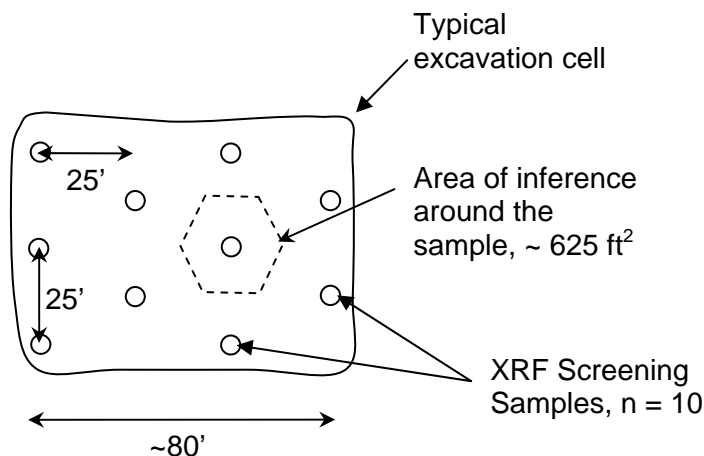 Typical
excavation cell
25’
Area of inference
around the
sample, ~ 625 ft²
25’
XRF Screening
Samples, n = 10
~80’